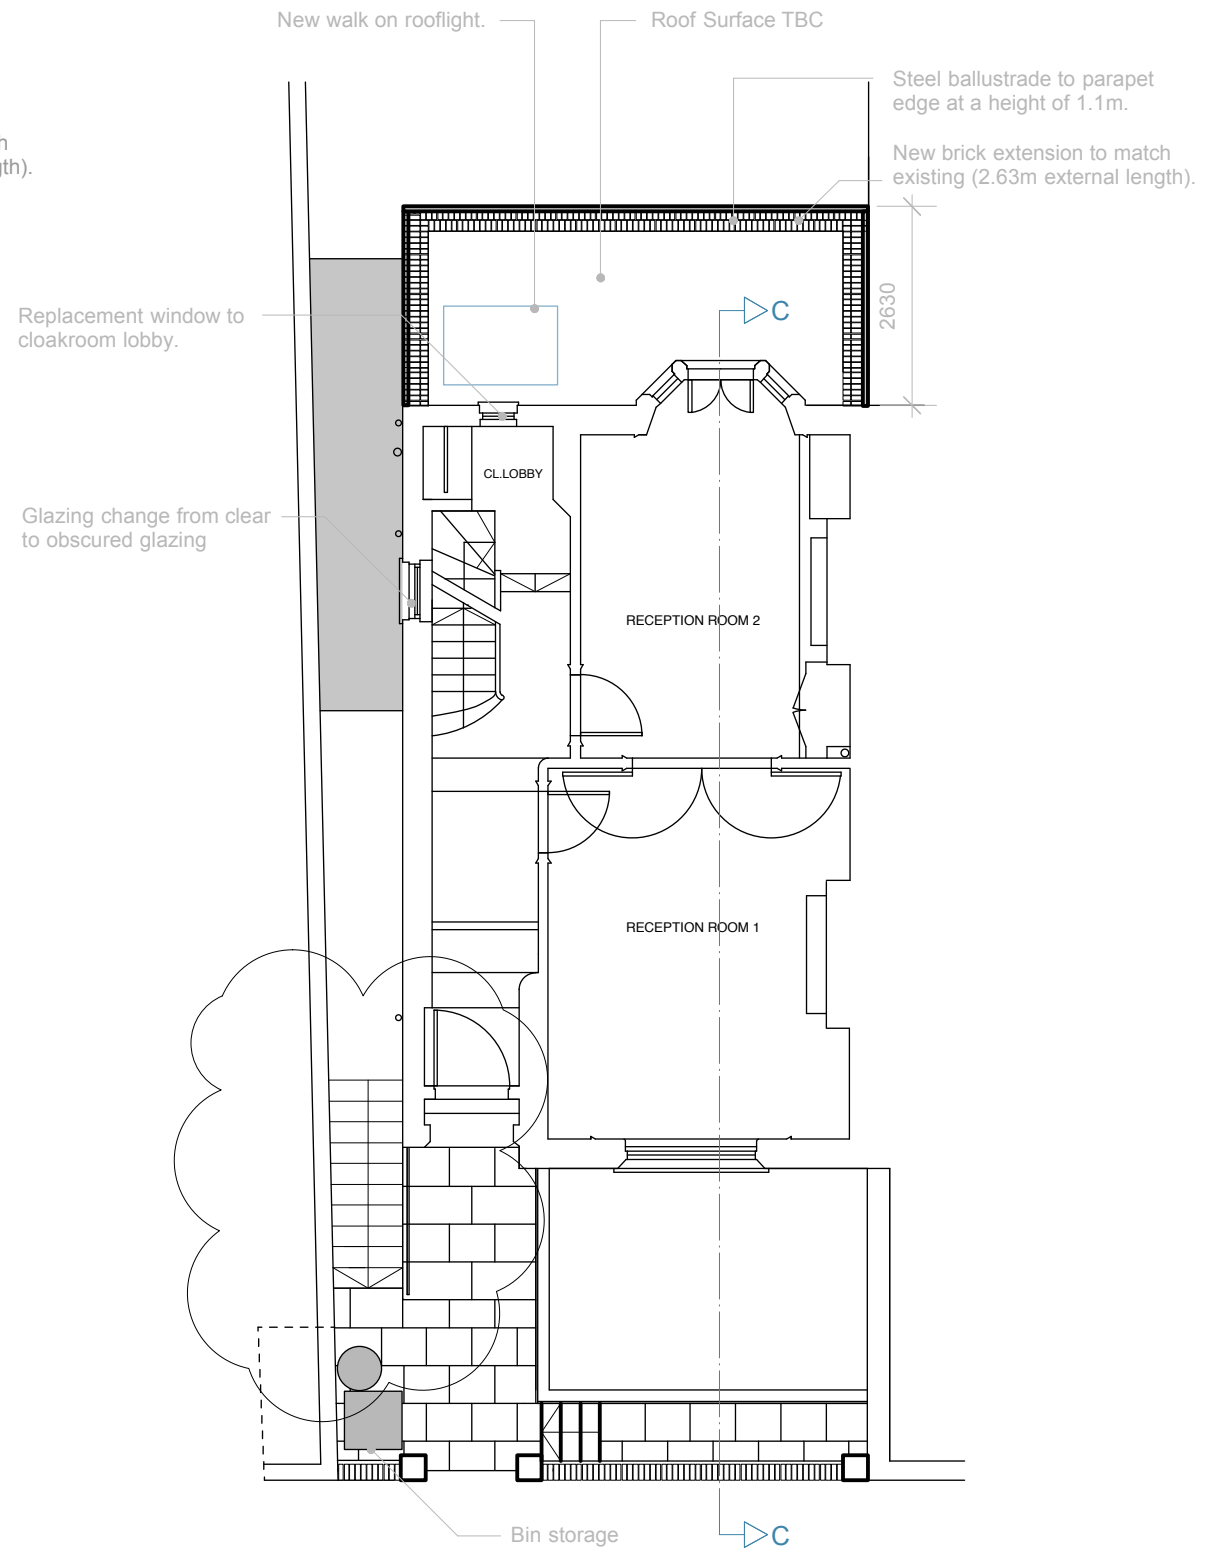 New walk on rooflight.
Roof Surface TBC
Steel ballustrade to parapet
edge at a height of 1.1m.
New brick extension to match
existing (2.63m external length).
gth).
2630
C
Replacement window to
cloakroom lobby.
CL.LOBBY
Glazing change from clear
to obscured glazing
RECEPTION ROOM 2
RECEPTION ROOM 1
Bin storage
C